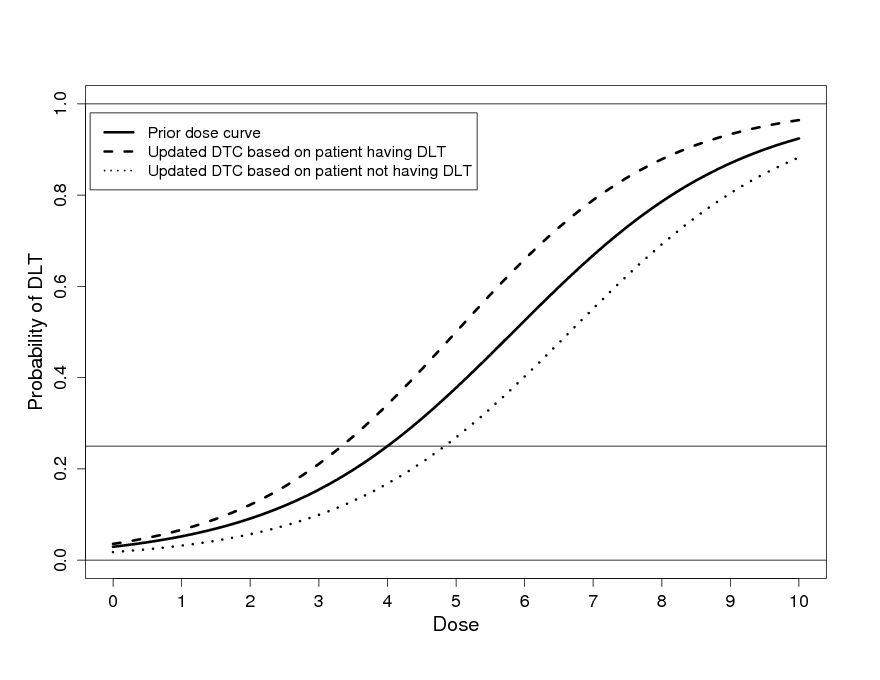 Prior dose curve
Updated DTC based on patient having DLT
Updated DTC based on patient not having DLT
Probability of DLT
1.0
0.8
0.6
0.4
0.2
0.0
0 1 2 3 4 5 6 7 8 9 10
Dose